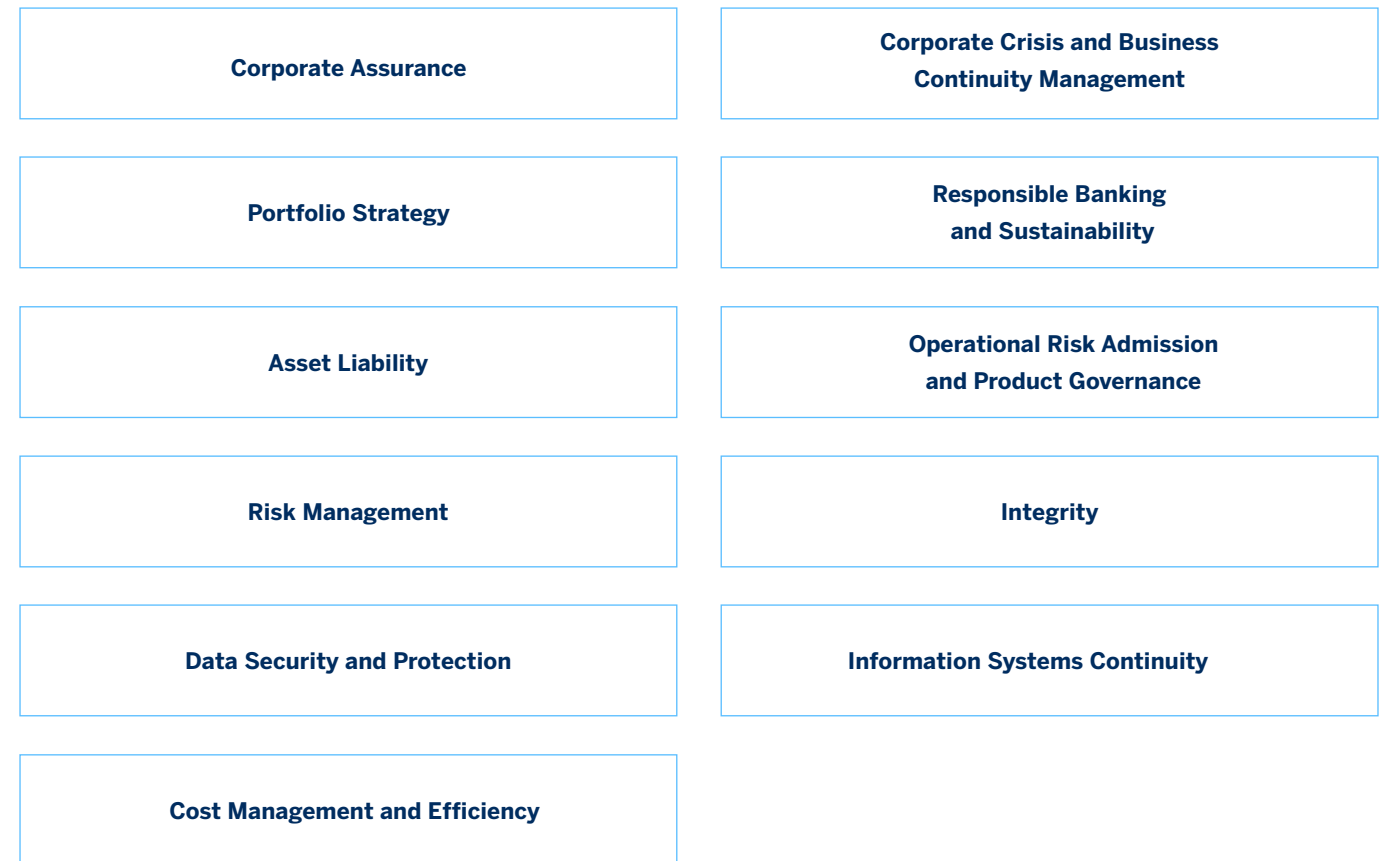 Corporate Assurance
Corporate Crisis and Business
Continuity Management
Portfolio Strategy
Responsible Banking
and Sustainability
Asset Liability
Operational Risk Admission
and Product Governance
Risk Management
Integrity
Data Security and Protection
Information Systems Continuity
Cost Management and Efficiency